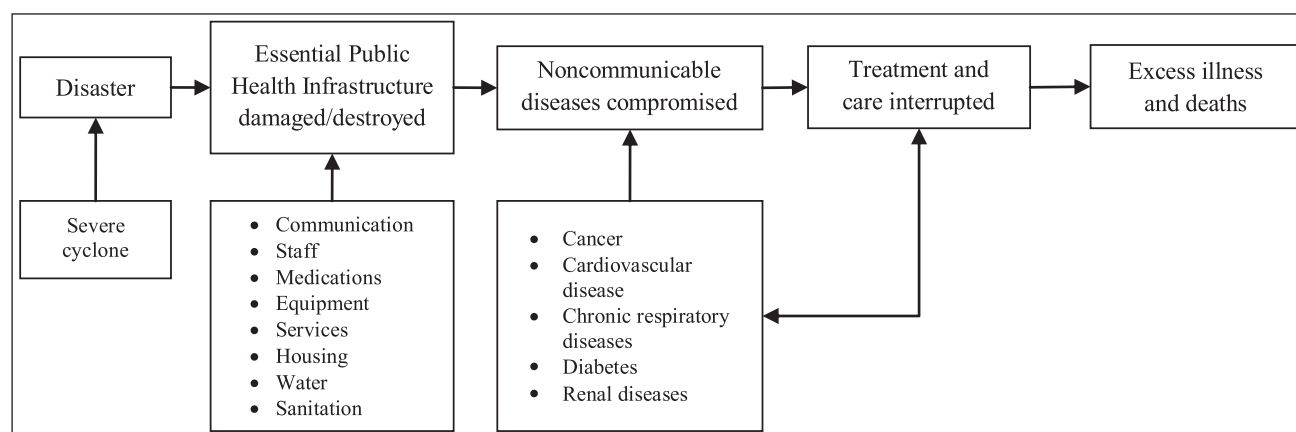 Disaster
Essential Public
Health Infrastructure
damaged/destroyed
Noncommunicable
diseases compromised
Treatment and
care interrupted
Excess illness
and deaths
Severe
cyclone
• Communication
• Staff
• Medications
• Equipment
• Services
• Housing
• Water
• Sanitation
• Cancer
• Cardiovascular
disease
• Chronic respiratory
diseases
• Diabetes
• Renal diseases